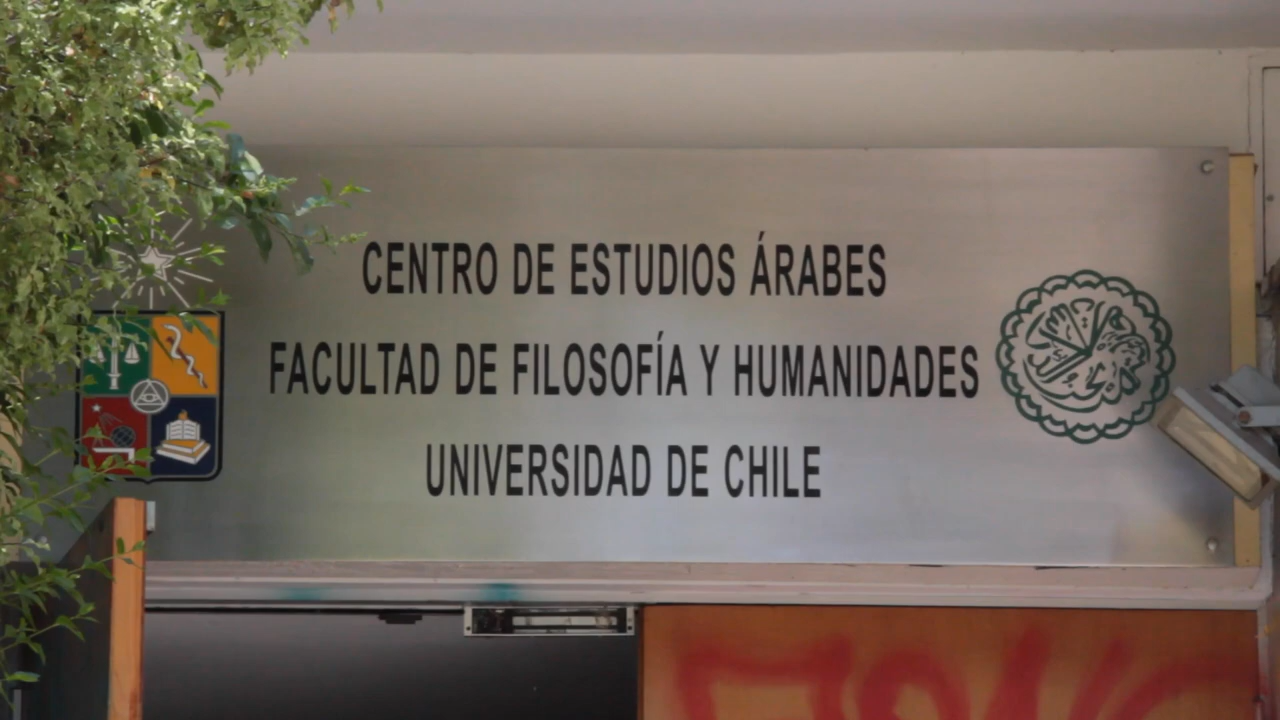 CENTRO DE ESTUDIOS ÁRABES
FACULTAD DE FILOSOFÍA Y HUMANIDADES
UNIVERSIDAD DE CHILE